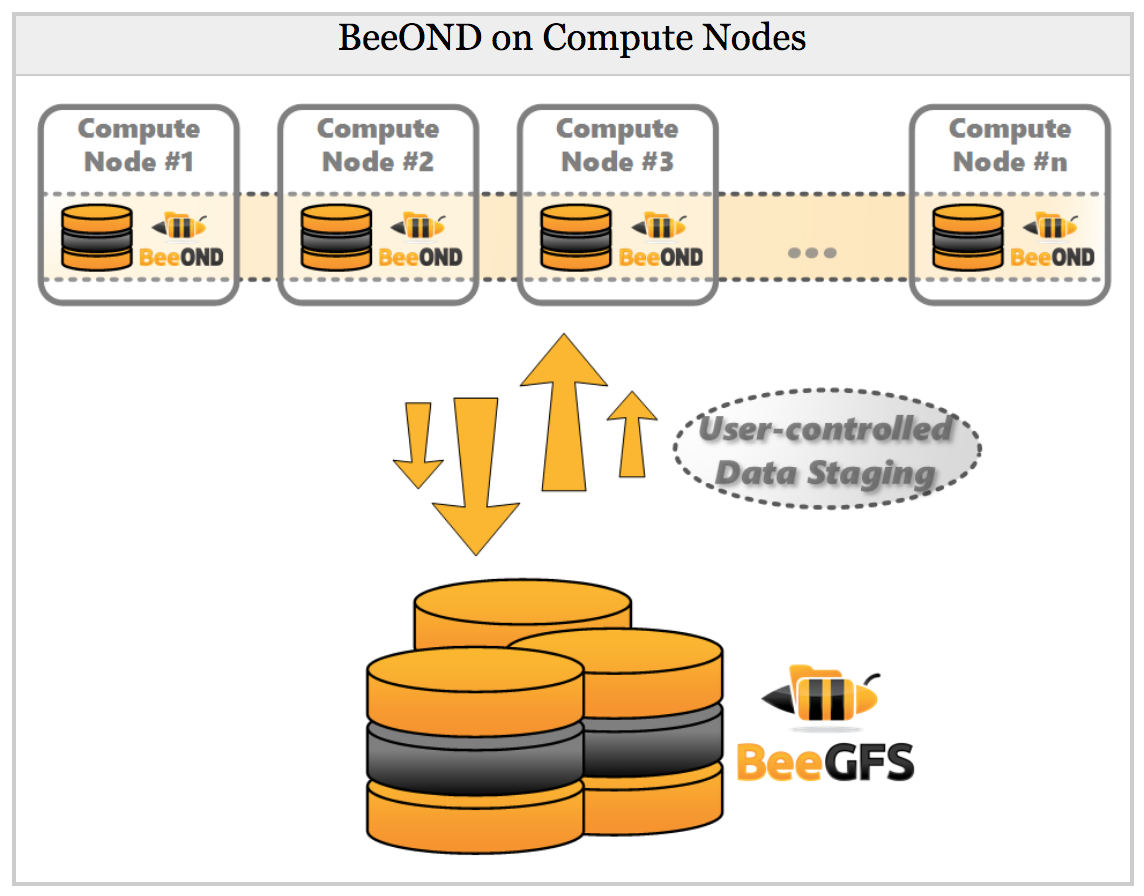 BeeOND on Compute Nodes
Compute
Node #1
Compute
Node #2
Compute
Node #3
Compute
Node #n
BeeOND
BeeOND
BeeOND
...
BeeOND
User-controlled
Data Staging
BeeGFS